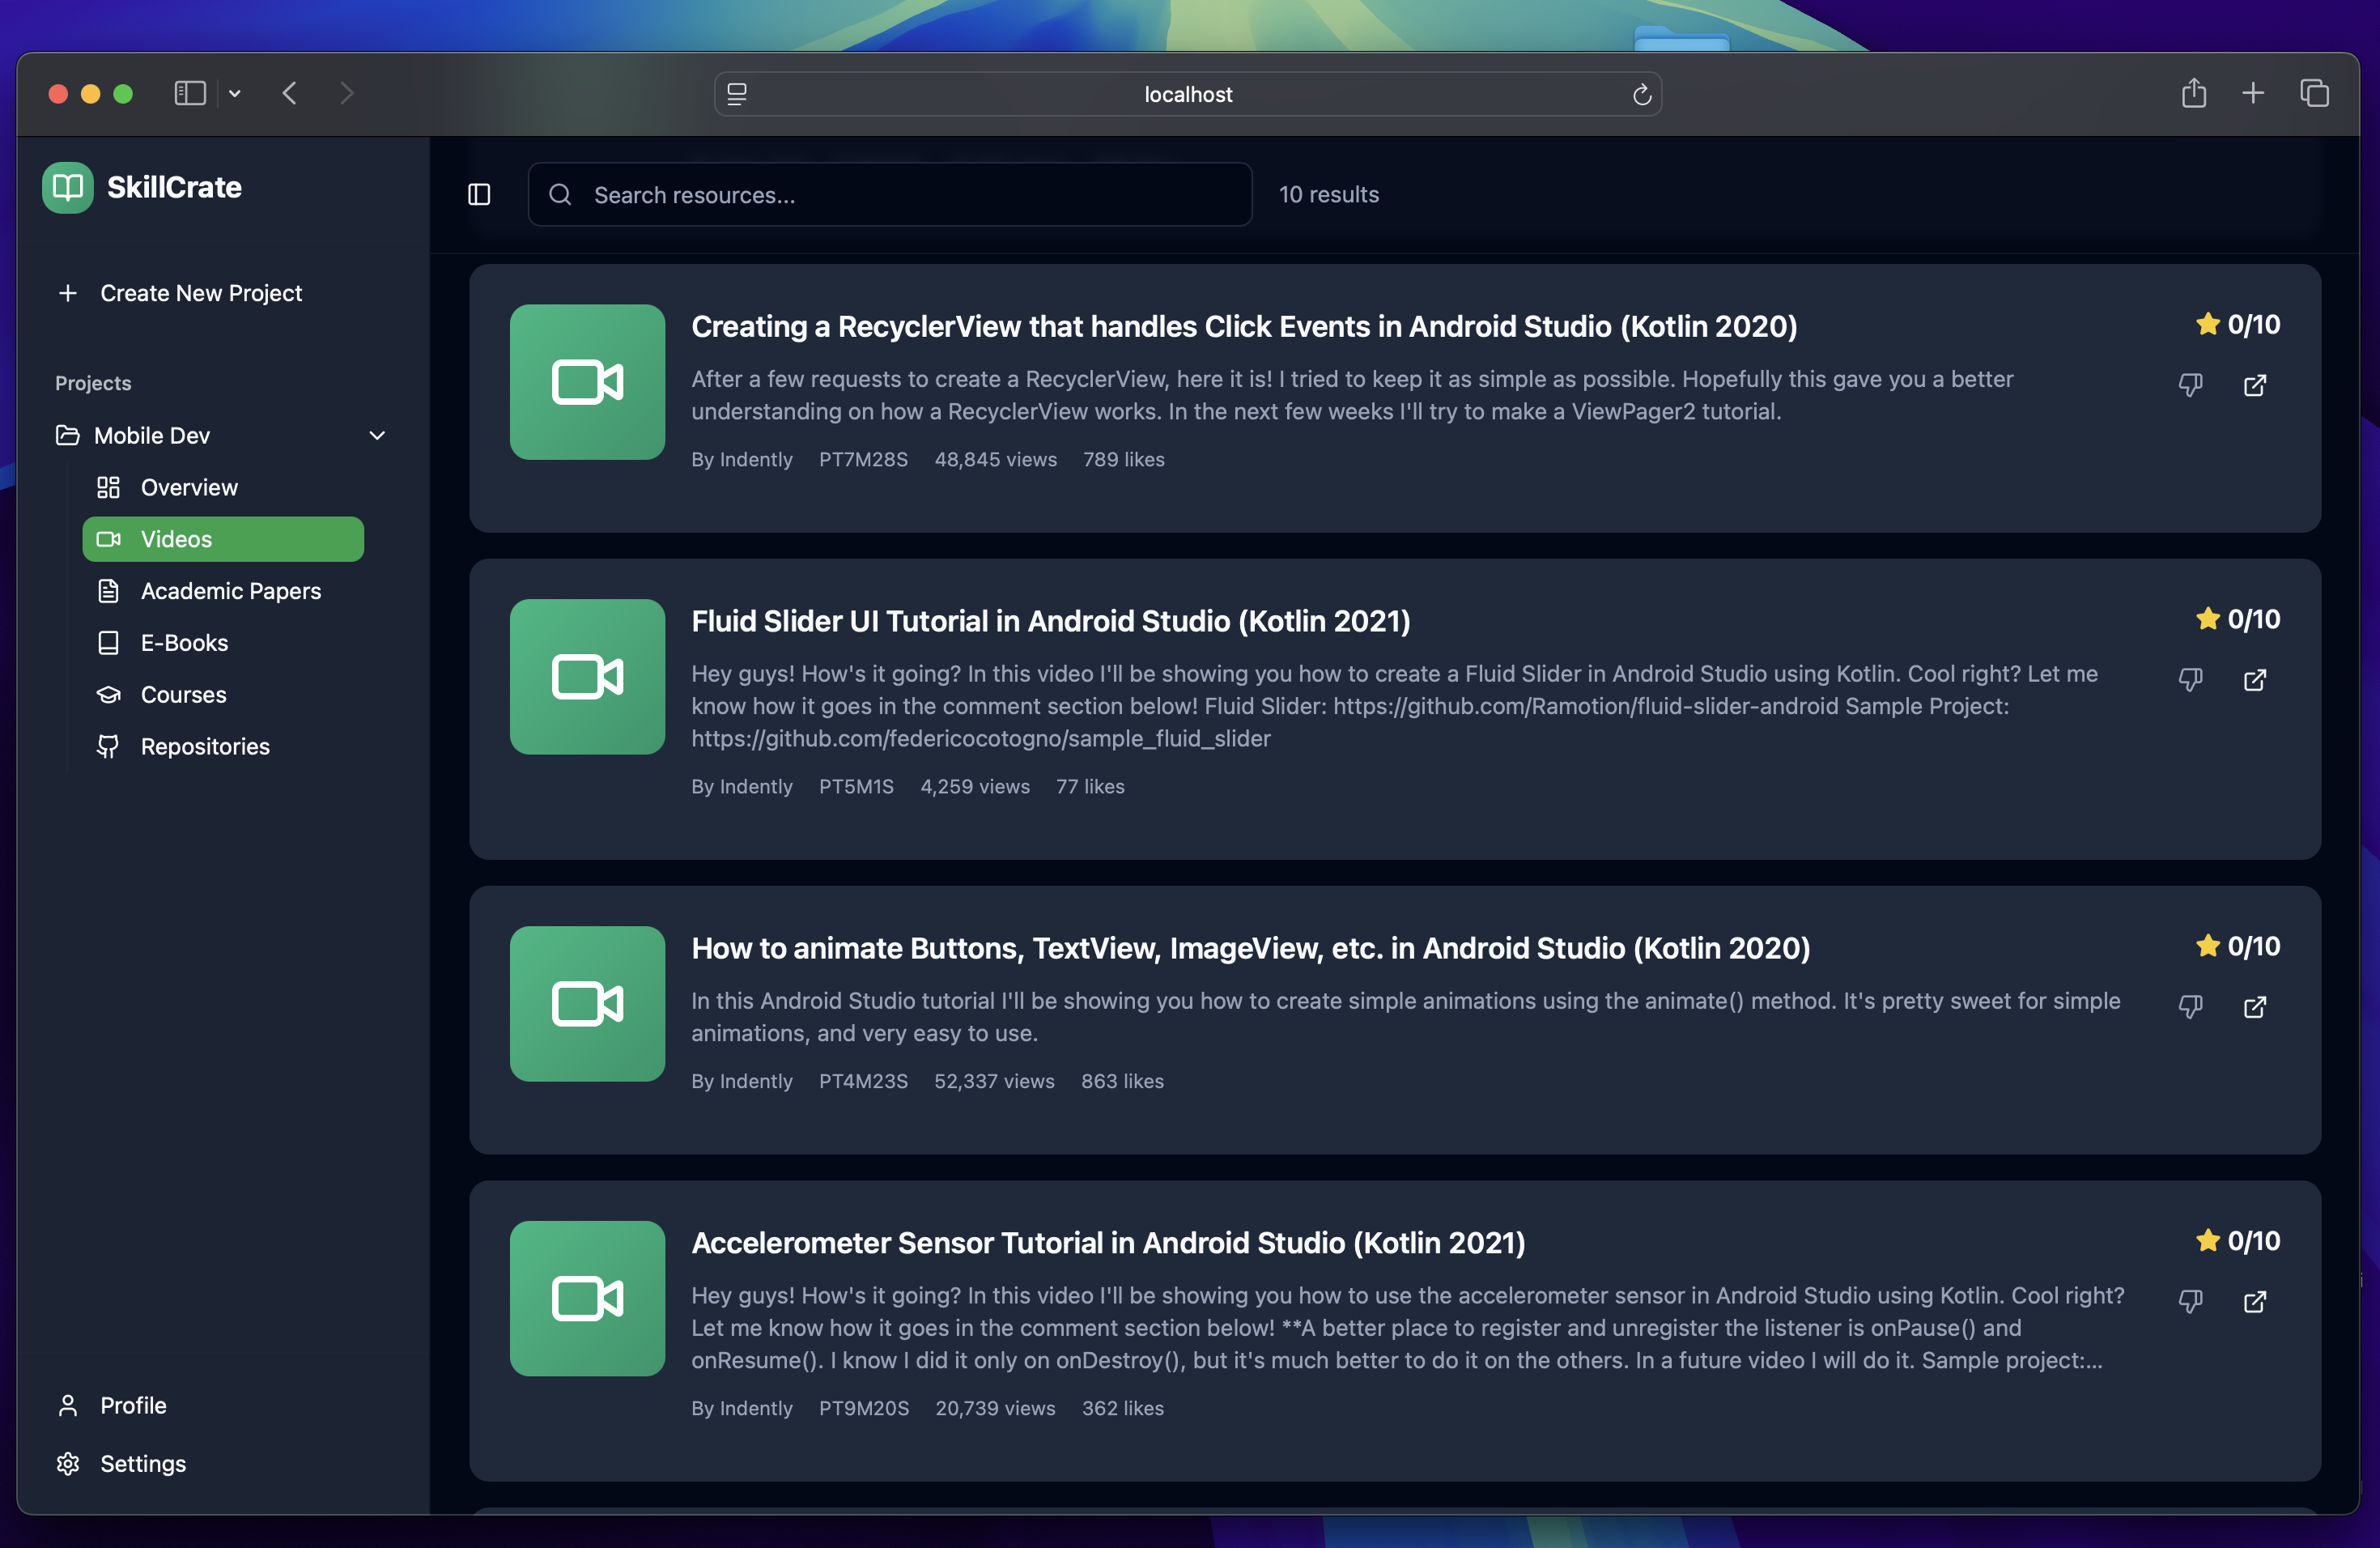 localhost
SkillCrate
Search resources...
10 results
Create New Project
Projects
Mobile Dev
Overview
Videos
Academic Papers
E-Books
Courses
Repositories
Profile
Settings
Creating a RecyclerView that handles Click Events in Android Studio (Kotlin 2020)
0/10
After a few requests to create a RecyclerView, here it is! I tried to keep it as simple as possible. Hopefully this gave you a better
understanding on how a RecyclerView works. In the next few weeks I'll try to make a ViewPager2 tutorial.
By Indently PT7M28S 48,845 views 789 likes
Fluid Slider UI Tutorial in Android Studio (Kotlin 2021)
0/10
Hey guys! How's it going? In this video I'll be showing you how to create a Fluid Slider in Android Studio using Kotlin. Cool right? Let me
know how it goes in the comment section below! Fluid Slider: https://github.com/Ramotion/fluid-slider-android Sample Project:
https://github.com/federicocotogno/sample_fluid_slider
By Indently PT5M1S 4,259 views 77 likes
How to animate Buttons, TextView, ImageView, etc. in Android Studio (Kotlin 2020)
0/10
In this Android Studio tutorial I'll be showing you how to create simple animations using the animate() method. It's pretty sweet for simple
animations, and very easy to use.
By Indently PT4M23S 52,337 views 863 likes
Accelerometer Sensor Tutorial in Android Studio (Kotlin 2021)
0/10
Hey guys! How's it going? In this video I'll be showing you how to use the accelerometer sensor in Android Studio using Kotlin. Cool right?
Let me know how it goes in the comment section below! **A better place to register and unregister the listener is onPause() and
onResume(). I know I did it only on onDestroy(), but it's much better to do it on the others. In a future video I will do it. Sample project:...
By Indently PT9M20S 20,739 views 362 likes